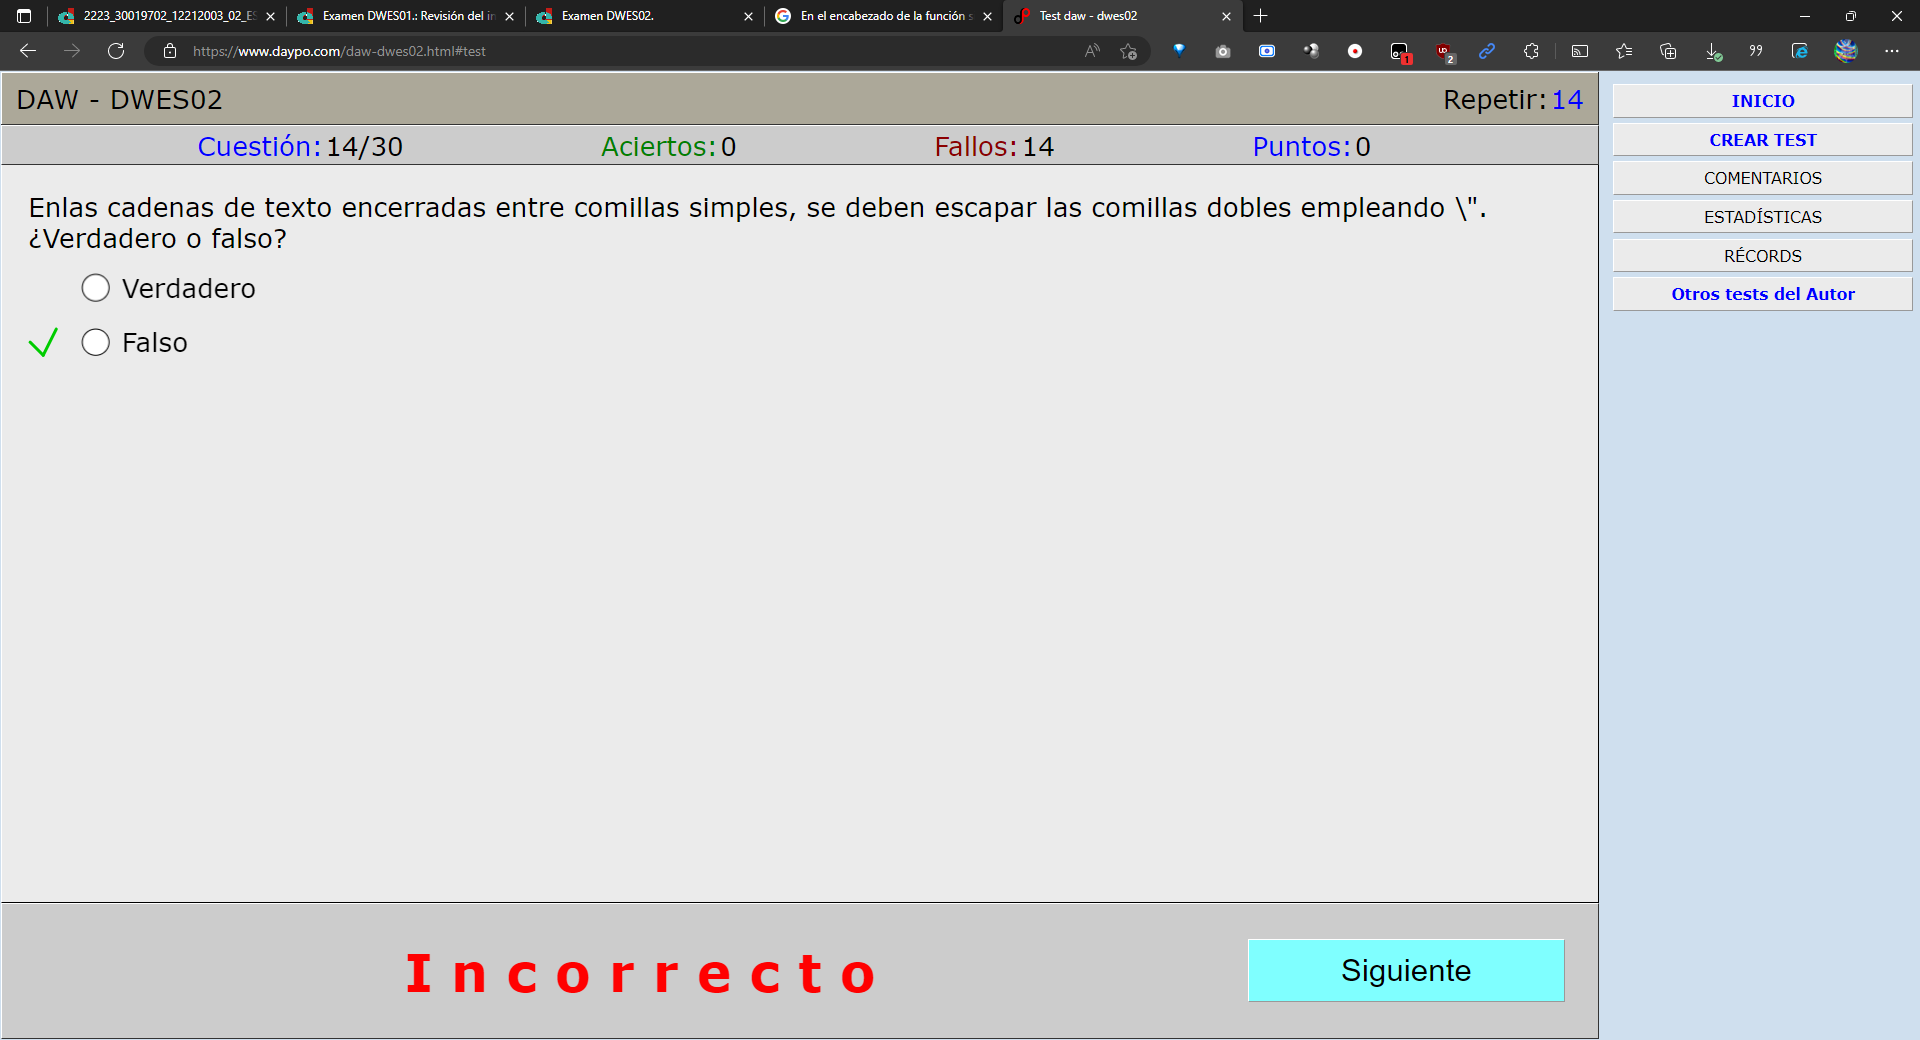 2223_30019702_12212003_02_ES
Examen DWES01.: Revisión del in
Examen DWES02.
En el encabezado de la función s
Test daw - dwes02
https://www.daypo.com/daw-dwes02.html#test
1
2
DAW - DWES02
Repetir: 14
Cuestión: 14/30
Aciertos: 0
Fallos: 14
Puntos: 0
Enlas cadenas de texto encerradas entre comillas simples, se deben escapar las comillas dobles empleando \".
¿Verdadero o falso?
Verdadero
Falso
Incorrecto
Siguiente
INICIO
CREAR TEST
COMENTARIOS
ESTADÍSTICAS
RÉCORDS
Otros tests del Autor